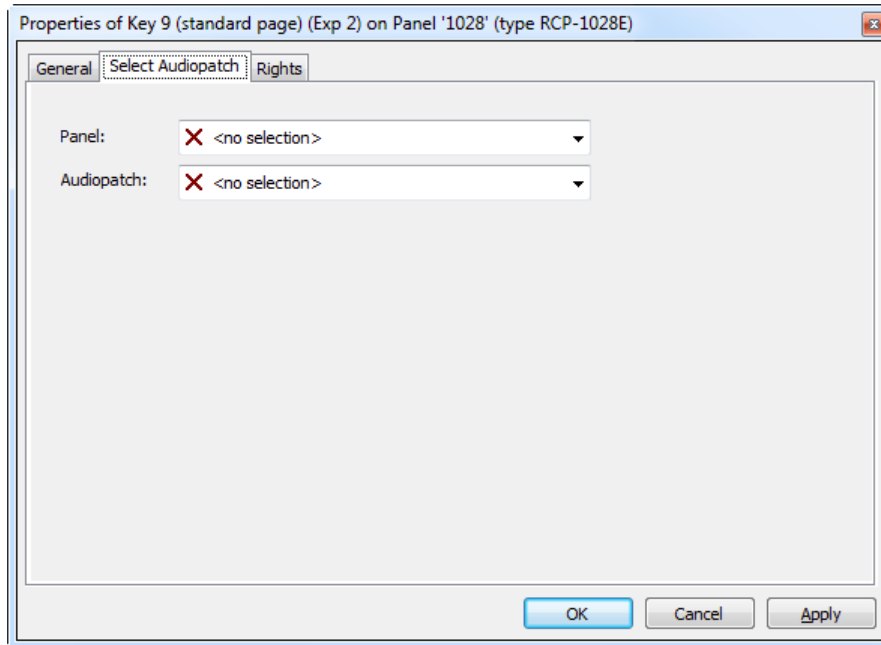 Properties of Key 9 (standard page) (Exp 2) on Panel '1028' (type RCP-1028E)
General Select Audiopatch Rights
Panel: <no selection>
Audiopatch: <no selection>
OK Cancel Apply